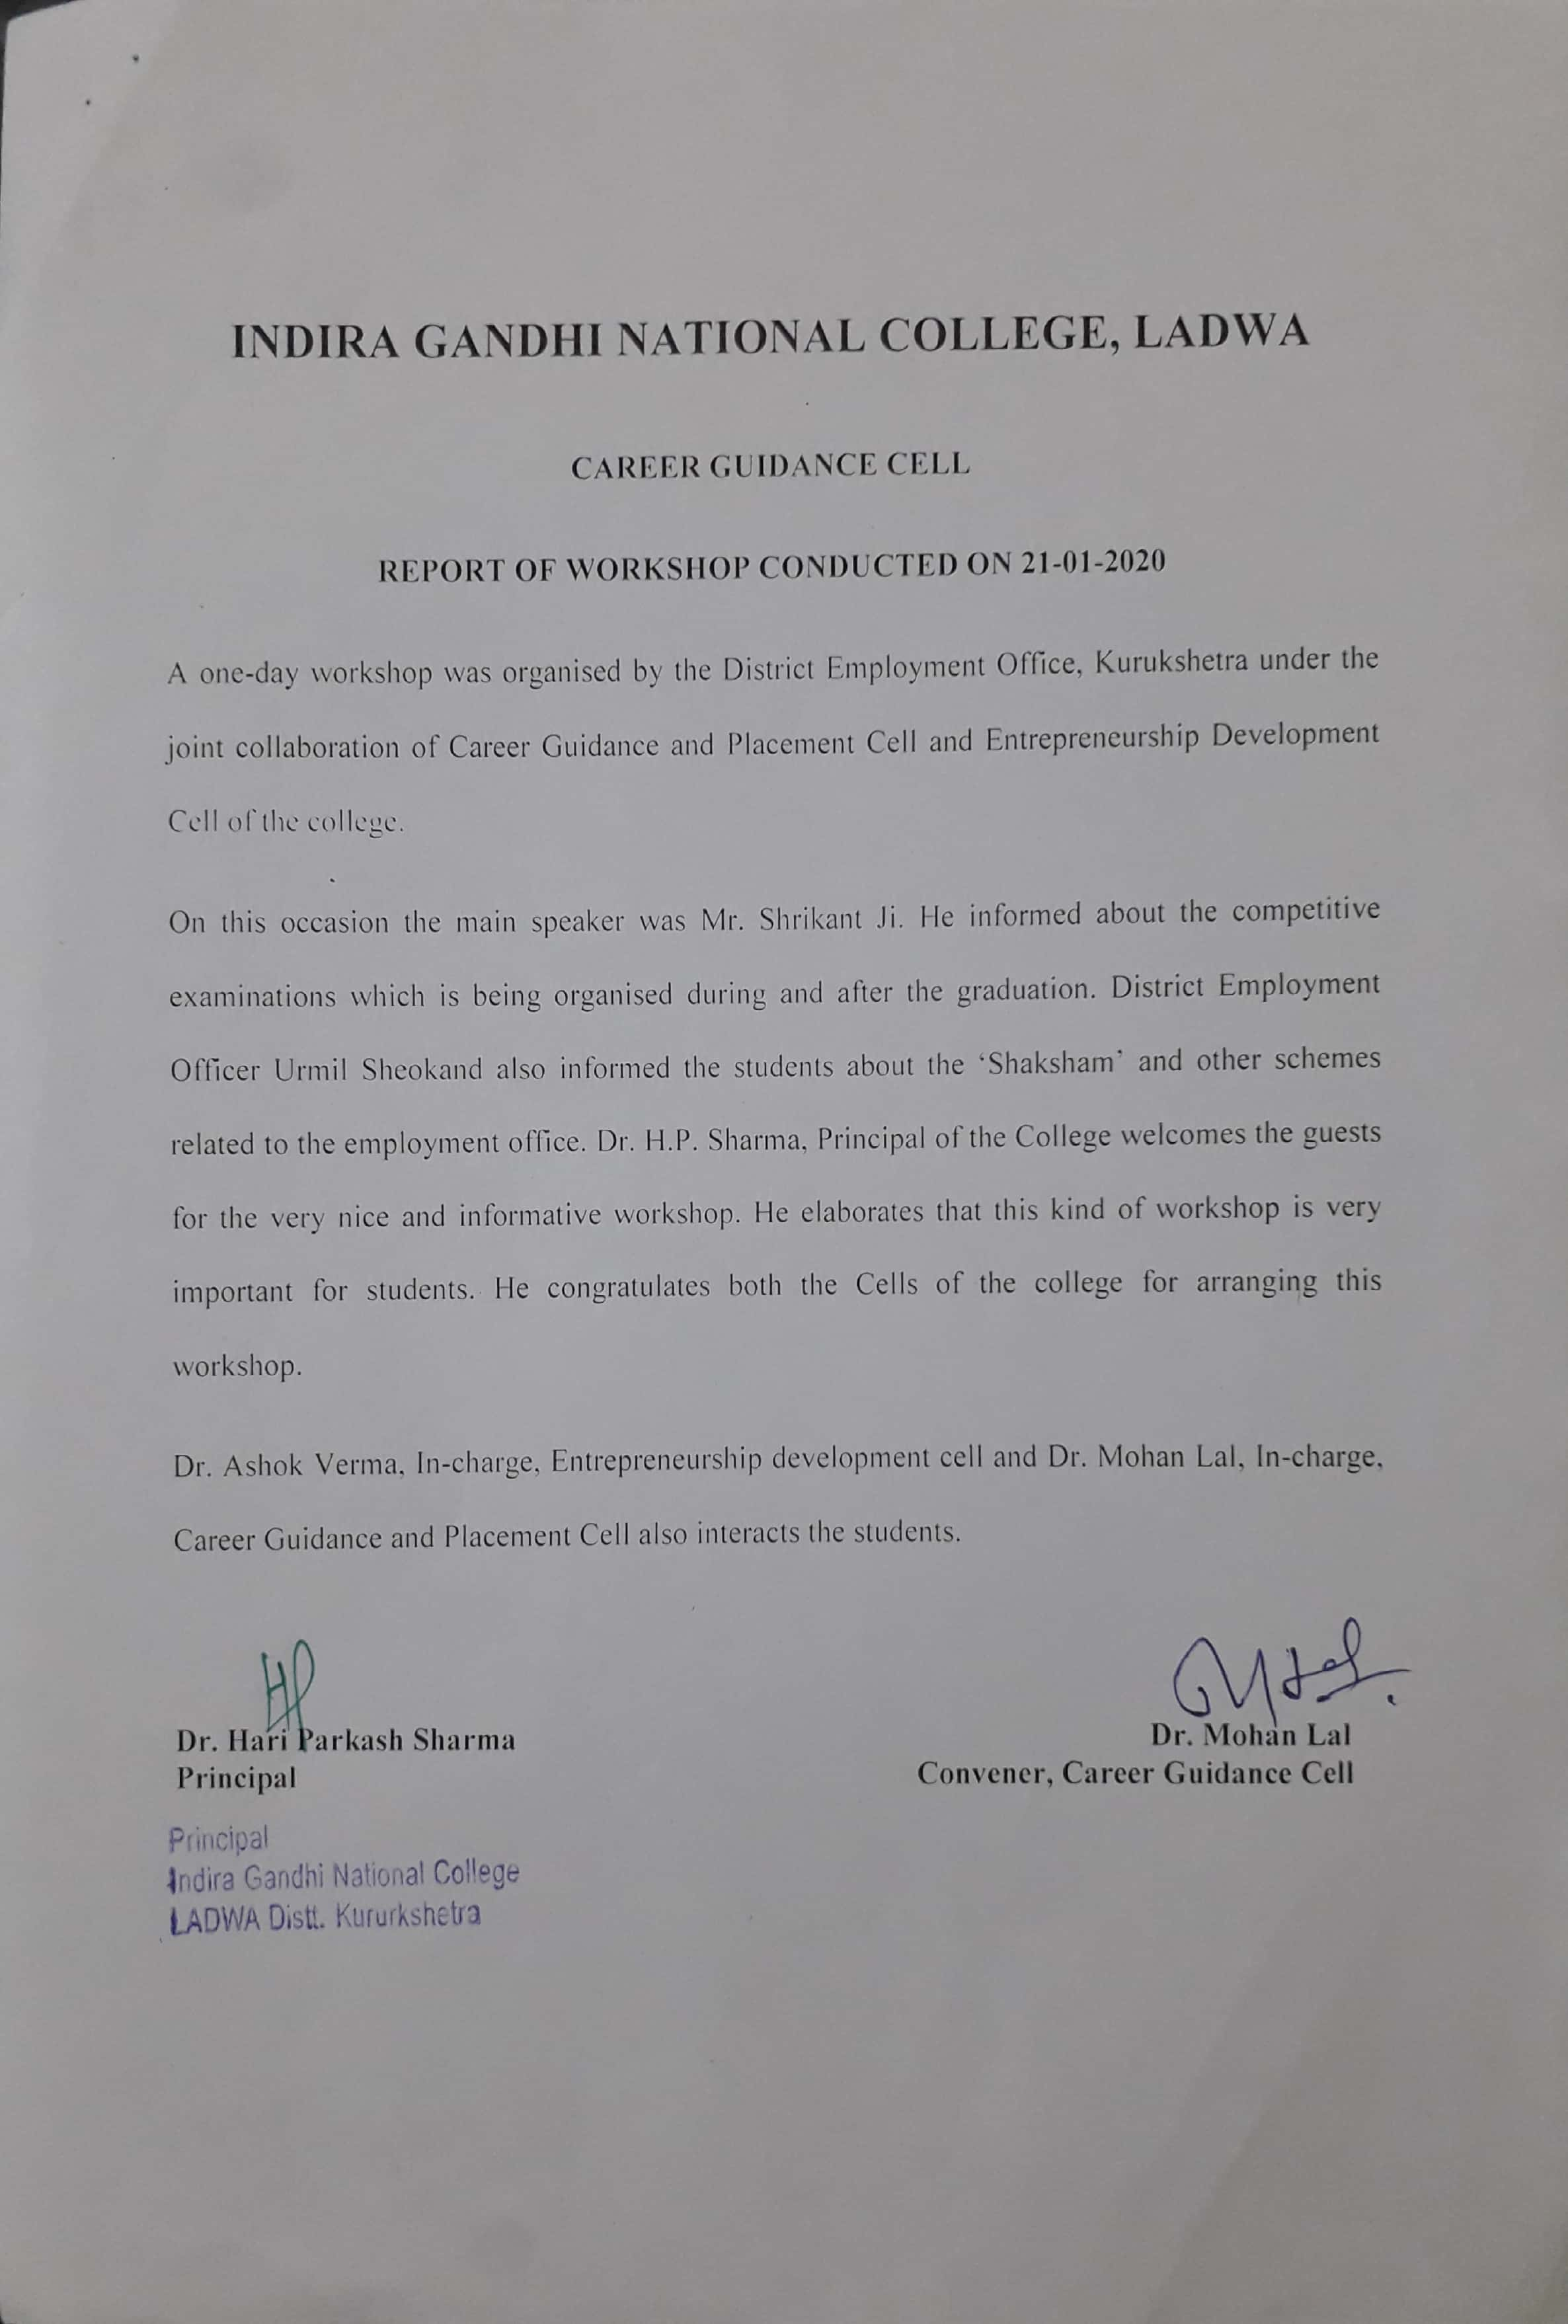 INDIRA GANDHI NATIONAL COLLEGE, LADWA
CAREER GUIDANCE CELL
REPORT OF WORKSHOP CONDUCTED ON 21-01-2020
A one-day workshop was organised by the District Employment Office, Kurukshetra under the
joint collaboration of Career Guidance and Placement Cell and Entrepreneurship Development
Cell of the college.
On this occasion the main speaker was Mr. Shrikant Ji. He informed about the competitive
examinations which is being organised during and after the graduation. District Employment
Officer Urmil Sheokand also informed the students about the ‘Shaksham’ and other schemes
related to the employment office. Dr. H.P. Sharma, Principal of the College welcomes the guests
for the very nice and informative workshop. He elaborates that this kind of workshop is very
important for students. He congratulates both the Cells of the college for arranging this
workshop.
Dr. Ashok Verma, In-charge, Entrepreneurship development cell and Dr. Mohan Lal, In-charge,
Career Guidance and Placement Cell also interacts the students.
Dr. Hari Parkash Sharma
Principal
Dr. Mohan Lal
Convener, Career Guidance Cell
Principal
Indira Gandhi National College
LADWA Distt. Kururkshetra